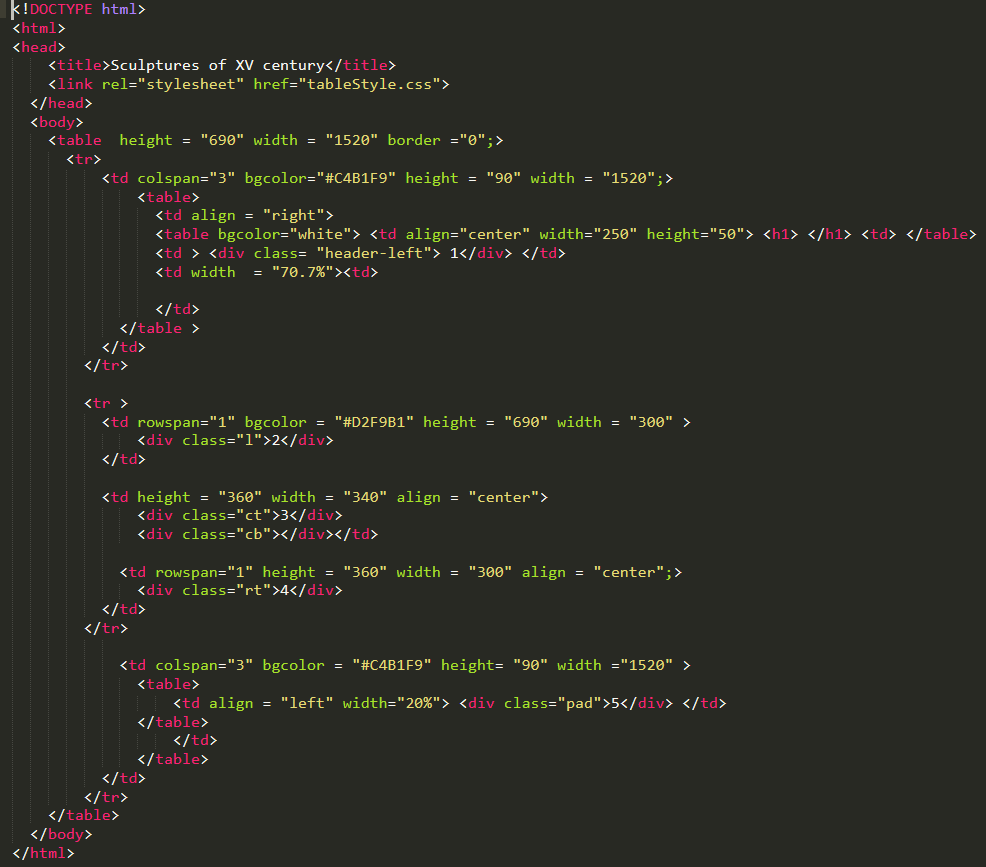 <!DOCTYPE html>
<html>
<head>
    <title>Sculptures of XV century</title>
    <link rel="stylesheet" href="tableStyle.css">
  </head>
  <body>
    <table  height = "690" width = "1520" border ="0";>
      <tr>
          <td colspan="3" bgcolor="#C4B1F9" height = "90" width = "1520";>
              <table>
                <td align = "right">
                <table bgcolor="white"> <td align="center" width="250" height="50"> <h1> </h1> <td> </table>
                <td > <div class= "header-left"> 1</div> </td>
                <td width  = "70.7%"><td>

                </td>
            </table >
          </td>
        </tr>

        <tr >
          <td rowspan="1" bgcolor = "#D2F9B1" height = "690" width = "300" >
              <div class="l">2</div>
          </td>

          <td height = "360" width = "340" align = "center">
              <div class="ct">3</div>
              <div class="cb"></div></td>

            <td rowspan="1" height = "360" width = "300" align = "center";>
              <div class="rt">4</div>
          </td>
        </tr>

            <td colspan="3" bgcolor = "#C4B1F9" height= "90" width ="1520" >
              <table>
                  <td align = "left" width="20%"> <div class="pad">5</div> </td>
              </table>
                  </td>
              </table>
          </td>
        </tr>
    </table>
  </body>
</html>